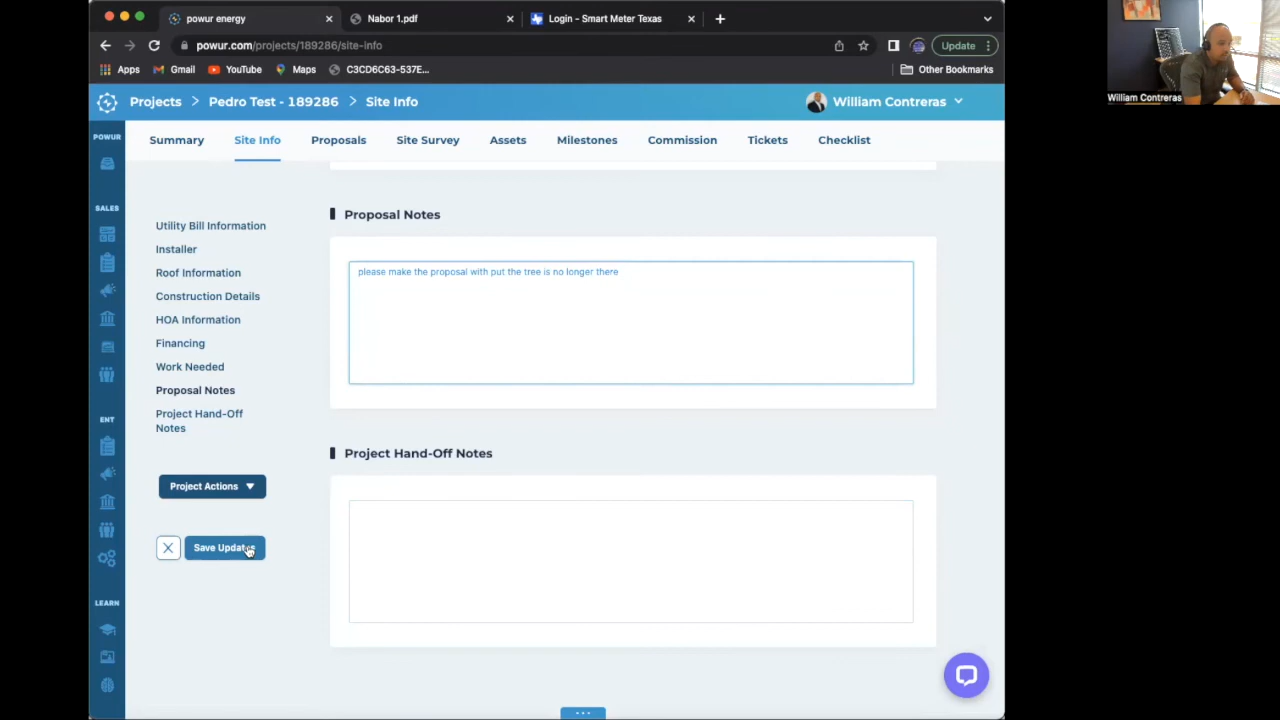 powur energy
Nabor 1.pdf
Login - Smart Meter Texas
powur.com/projects/189286/site-info
Update
Apps
Gmail
YouTube
Maps
C3CD6C63-537E...
Other Bookmarks
Projects > Pedro Test - 189286 > Site Info
William Contreras
William Contreras
POWUR
SALES
ENT
LEARN
Summary
Site Info
Proposals
Site Survey
Assets
Milestones
Commission
Tickets
Checklist
Utility Bill Information
Installer
Roof Information
Construction Details
HOA Information
Financing
Work Needed
Proposal Notes
Project Hand-Off
Notes
Project Actions
Save Updates
Proposal Notes
please make the proposal with put the tree is no longer there
Project Hand-Off Notes